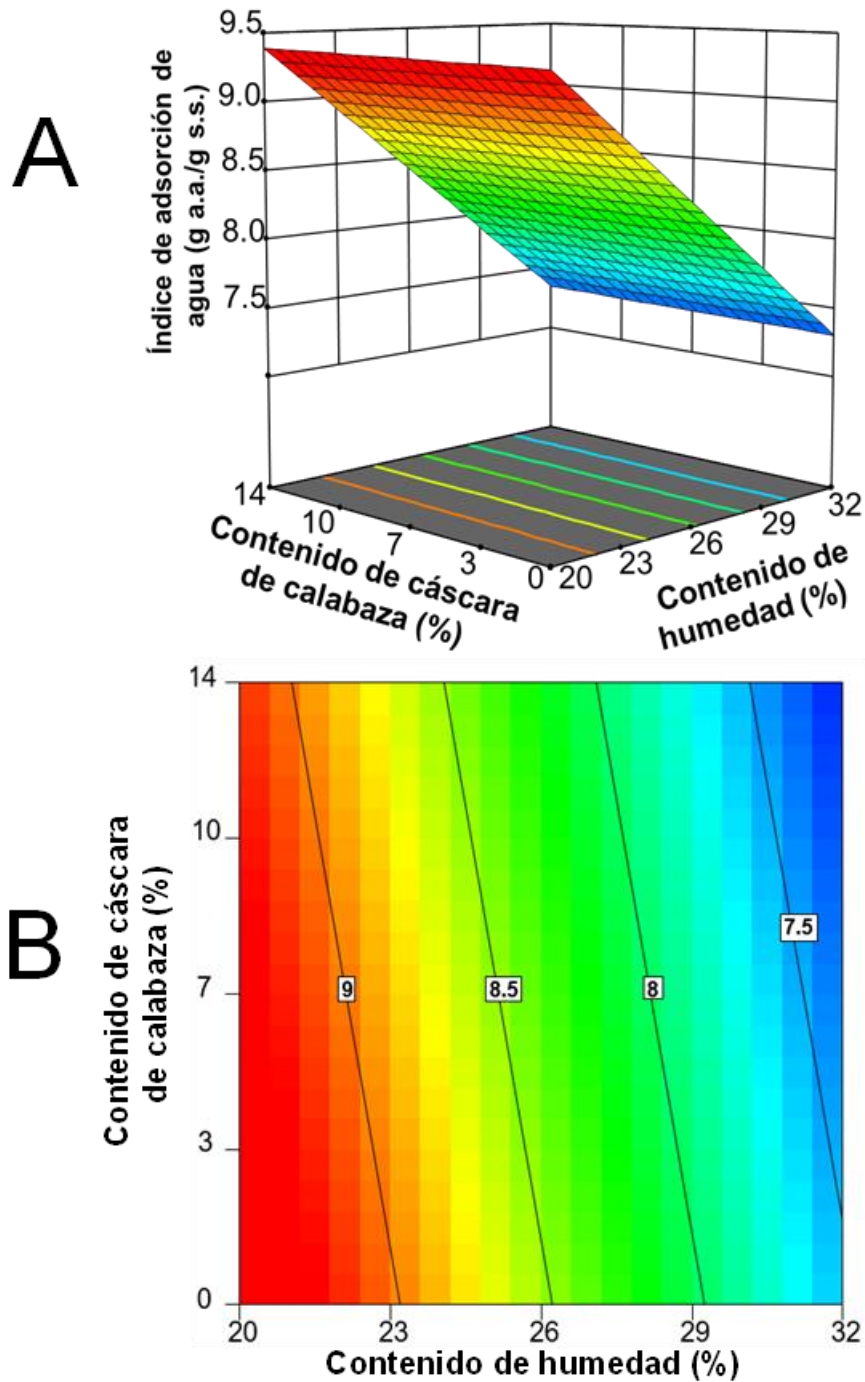 A
Índice de adsorción de
agua (g a.a./g s.s.)
9.5
9.0
8.5
8.0
7.5
14
10
7
3
0
20
23
26
29
32
Contenido de cáscara
de calabaza (%)
Contenido de
humedad (%)
B
Contenido de cáscara
de calabaza (%)
14
10
7
3
0
9
8.5
8
7.5
20
23
26
29
32
Contenido de humedad (%)